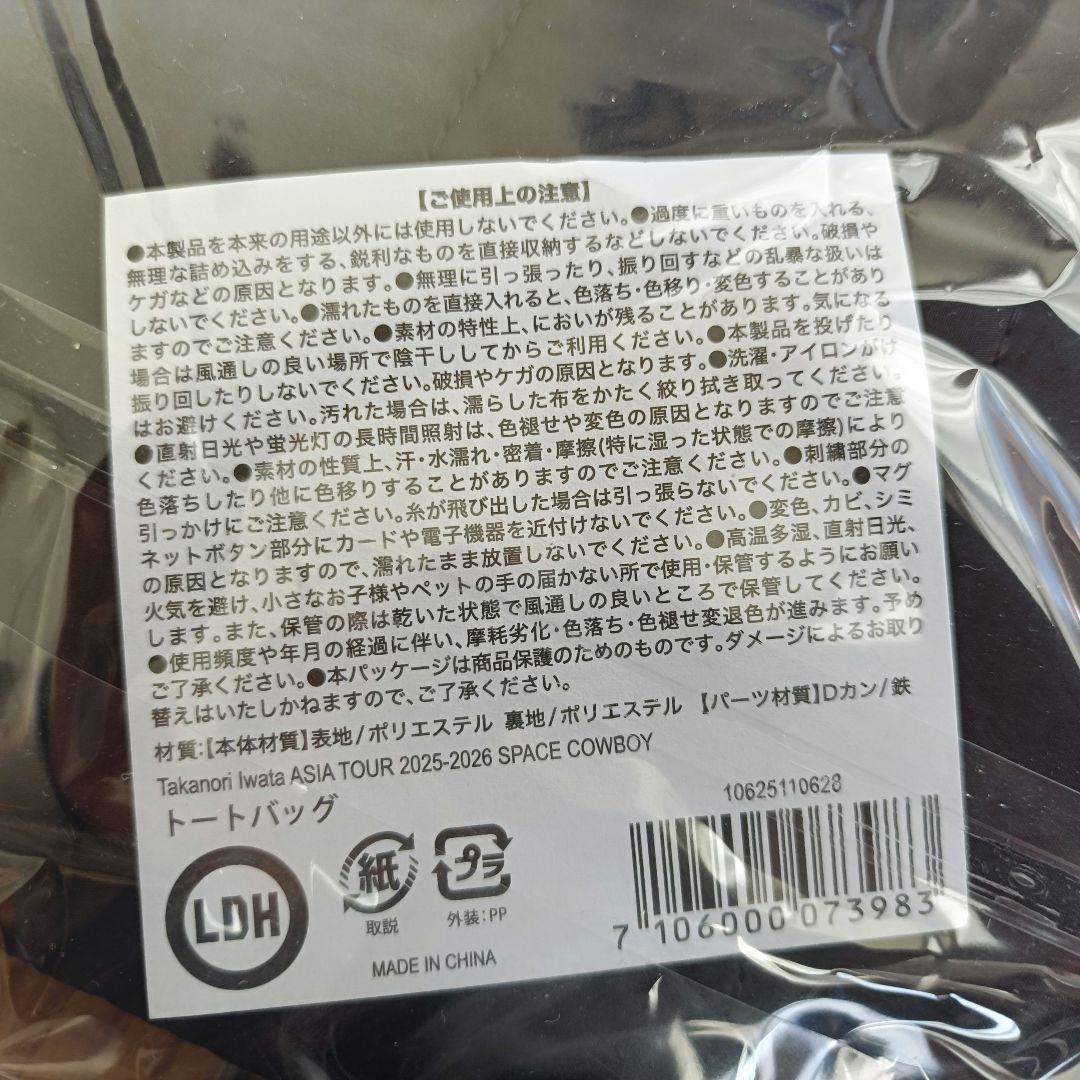 【ご使用上の注意】
●本製品を本来の用途以外には使用しないでください。●過度に重いものを入れる、
無理な詰め込みをする、鋭利なものを直接収納するなどしないでください。破損や
ケガなどの原因となります。●無理に引っ張ったり、振り回すなどの乱暴な扱いは
しないでください。●濡れたものを直接入れると、色落ち・色移り・変色することがあり
ますのでご注意ください。●素材の特性上、においが残ることがあります。気になる
場合は風通しの良い場所で陰干ししてからご利用ください。●本製品を投げたり
振り回したりしないでください。破損やケガの原因となります。●洗濯・アイロンがけ
はお避けください。汚れた場合は、濡らした布をかたく絞り拭き取ってください。
●直射日光や蛍光灯の長時間照射は、色褪せや変色の原因となりますのでご注意
ください。●素材の性質上、汗・水濡れ・密着・摩擦(特に湿った状態での摩擦)により
色落ちしたり他に色移りすることがありますのでご注意ください。●刺繍部分の
引っかけにご注意ください。糸が飛び出した場合は引っ張らないでください。●マグ
ネットボタン部分にカードや電子機器を近付けないでください。●変色、カビ、シミ
の原因となりますので、濡れたまま放置しないでください。●高温多湿、直射日光、
火気を避け、小さなお子様やペットの手の届かない所で使用・保管するようにお願い
します。また、保管の際は乾いた状態で風通しの良いところで保管してください。
●使用頻度や年月の経過に伴い、摩耗劣化・色落ち・色褪せ変退色が進みます。予め
ご了承ください。●本パッケージは商品保護のためのものです。ダメージによるお取り
替えはいたしかねますので、ご了承ください。
材質:【本体材質】表地/ポリエステル 裏地/ポリエステル 【パーツ材質】Dカン/鉄
Takanori Iwata ASIA TOUR 2025-2026 SPACE COWBOY
トートバッグ
10625110628
LDH
紙
取説
プラ
外装:PP
MADE IN CHINA
7 106000 073983